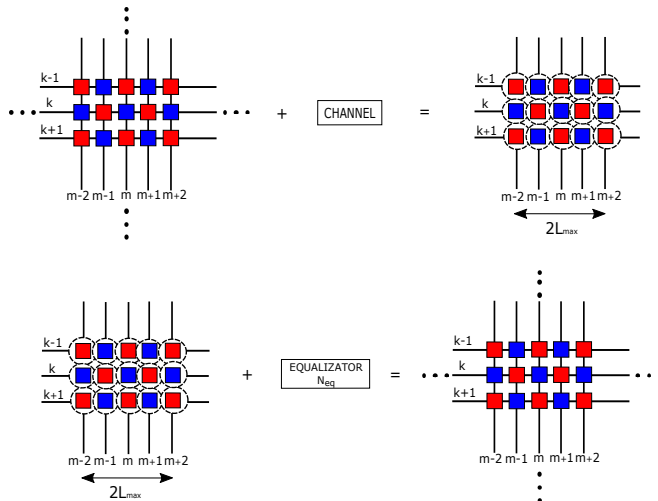 k-1
k
k+1
m-2 m-1 m m+1 m+2
+
CHANNEL
=
k-1
k
k+1
m-2 m-1 m m+1 m+2
2Lmax
k-1
k
k+1
m-2 m-1 m m+1 m+2
2Lmax
+
EQUALIZATOR
Neq
=
k-1
k
k+1
m-2 m-1 m m+1 m+2